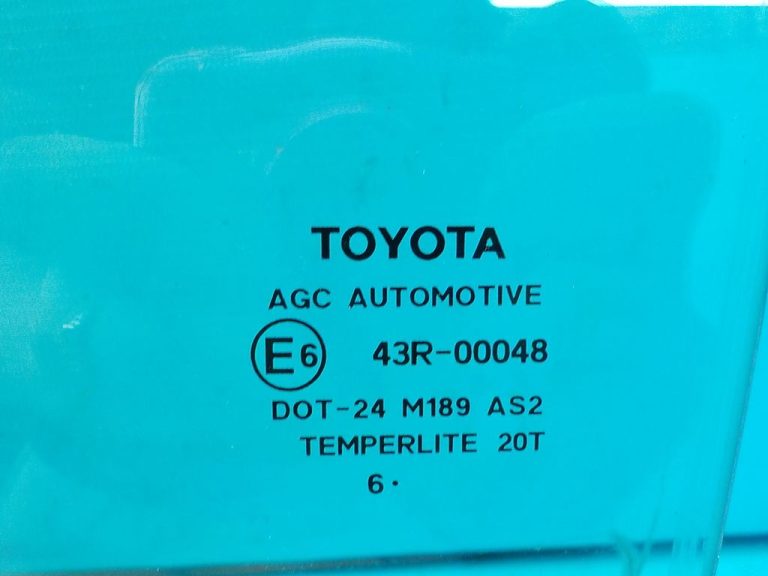 TOYOTA
AGC AUTOMOTIVE
E6 43R-00048
DOT-24 M189 AS2
TEMPERLITE 20T
6·